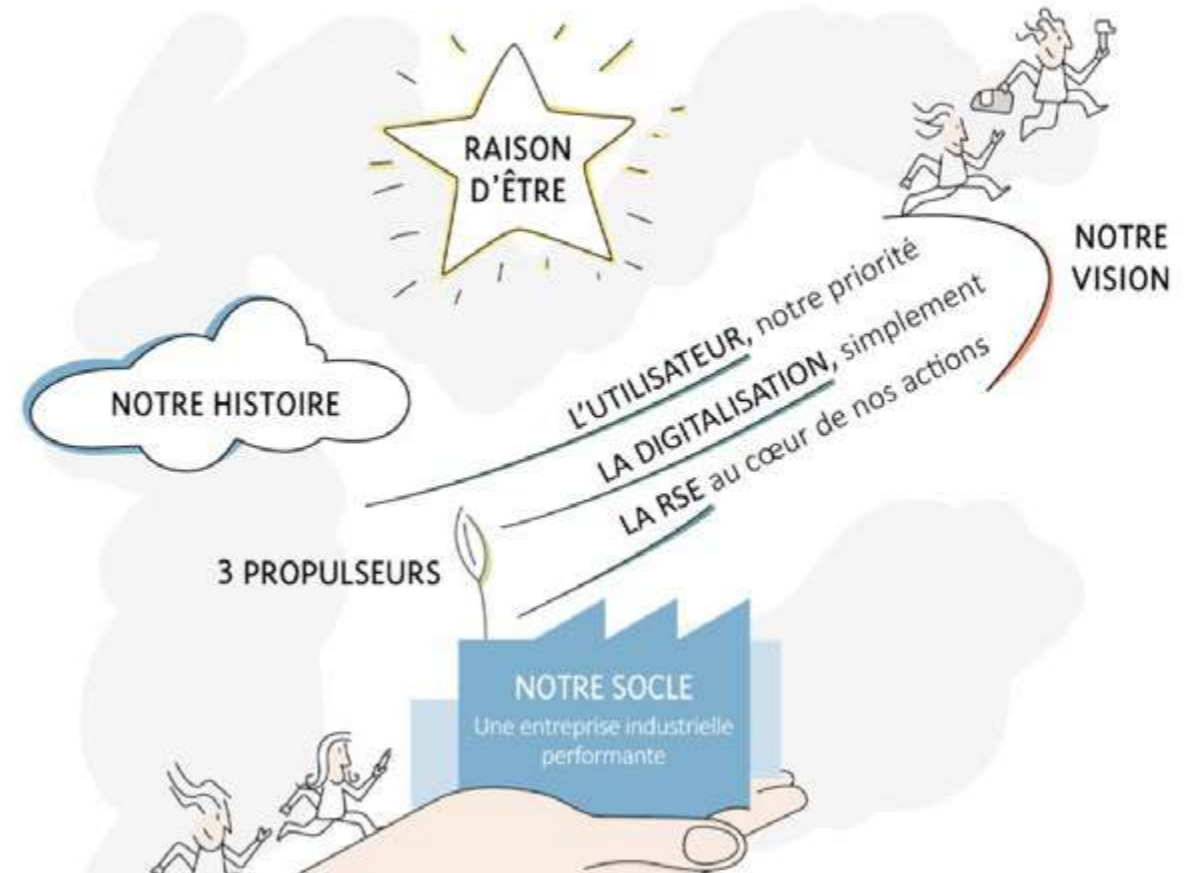 RAISON
D'ÊTRE
NOTRE
VISION
NOTRE HISTOIRE
L'UTILISATEUR, notre priorité
LA DIGITALISATION, simplement
LA RSE au cœur de nos actions
3 PROPULSEURS
NOTRE SOCLE
Une entreprise industrielle
performante